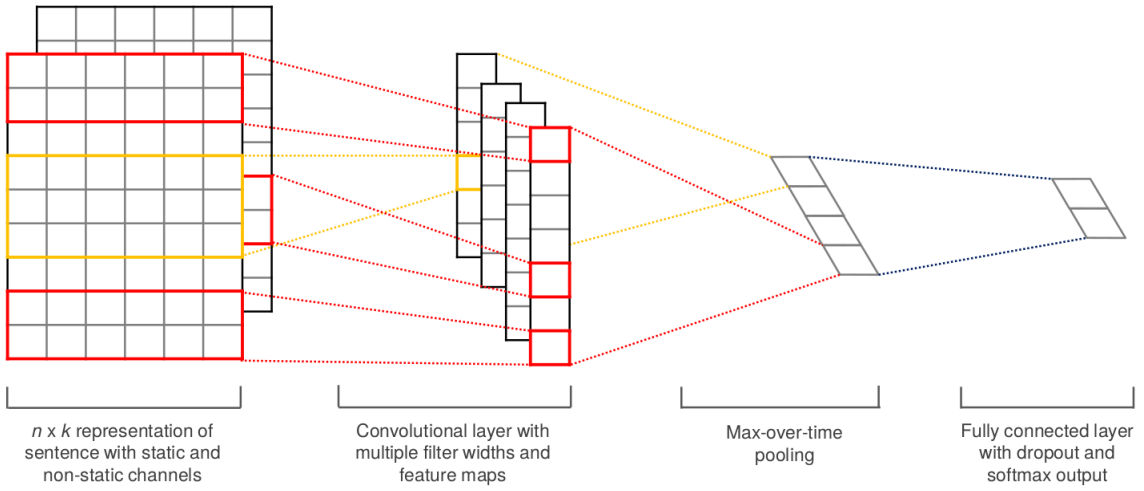 n x k representation of
sentence with static and
non-static channels
Convolutional layer with
multiple filter widths and
feature maps
Max-over-time
pooling
Fully connected layer
with dropout and
softmax output